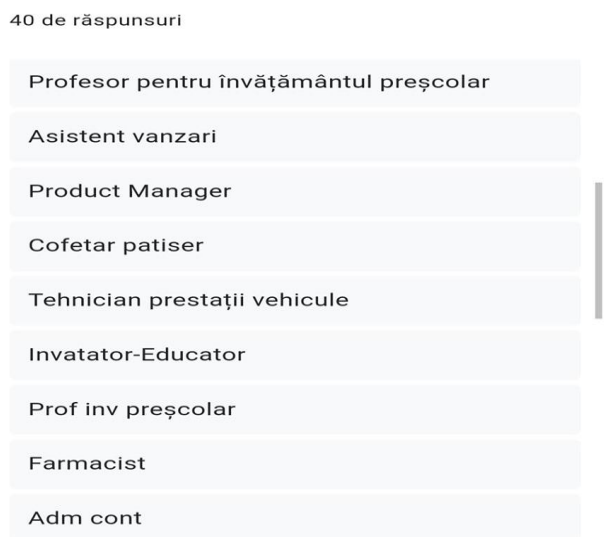 40 de răspunsuri
Profesor pentru învățământul preșcolar
Asistent vanzari
Product Manager
Cofetar patiser
Tehnician prestații vehicule
Invatator-Educator
Prof inv preșcolar
Farmacist
Adm cont